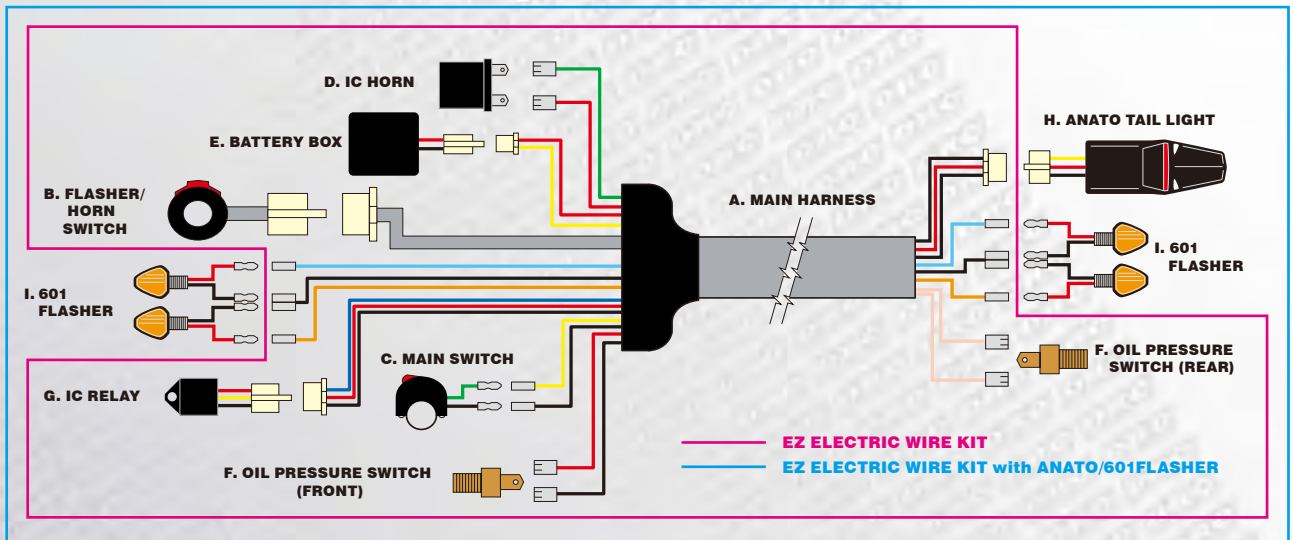 D. IC HORN
E. BATTERY BOX
B. FLASHER/
HORN
SWITCH
A. MAIN HARNESS
H. ANATO TAIL LIGHT
I. 601
FLASHER
I. 601
FLASHER
C. MAIN SWITCH
G. IC RELAY
F. OIL PRESSURE
SWITCH (REAR)
F. OIL PRESSURE SWITCH
(FRONT)
EZ ELECTRIC WIRE KIT
EZ ELECTRIC WIRE KIT with ANATO/601FLASHER